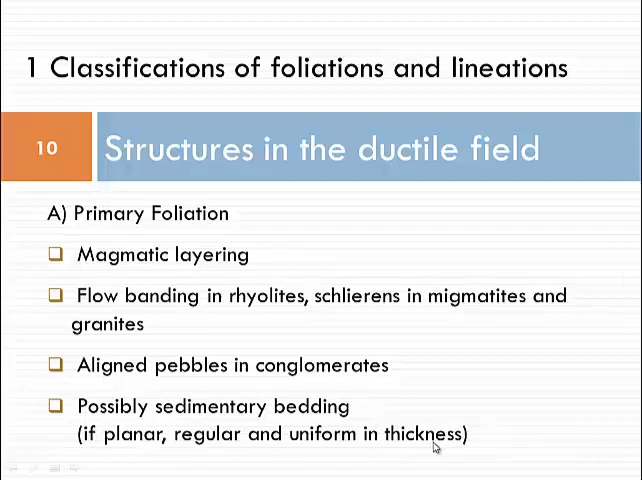 1 Classifications of foliations and lineations
10
Structures in the ductile field
A) Primary Foliation
Magmatic layering
Flow banding in rhyolites, schlierens in migmatites and
granites
Aligned pebbles in conglomerates
Possibly sedimentary bedding
(if planar, regular and uniform in thickness)